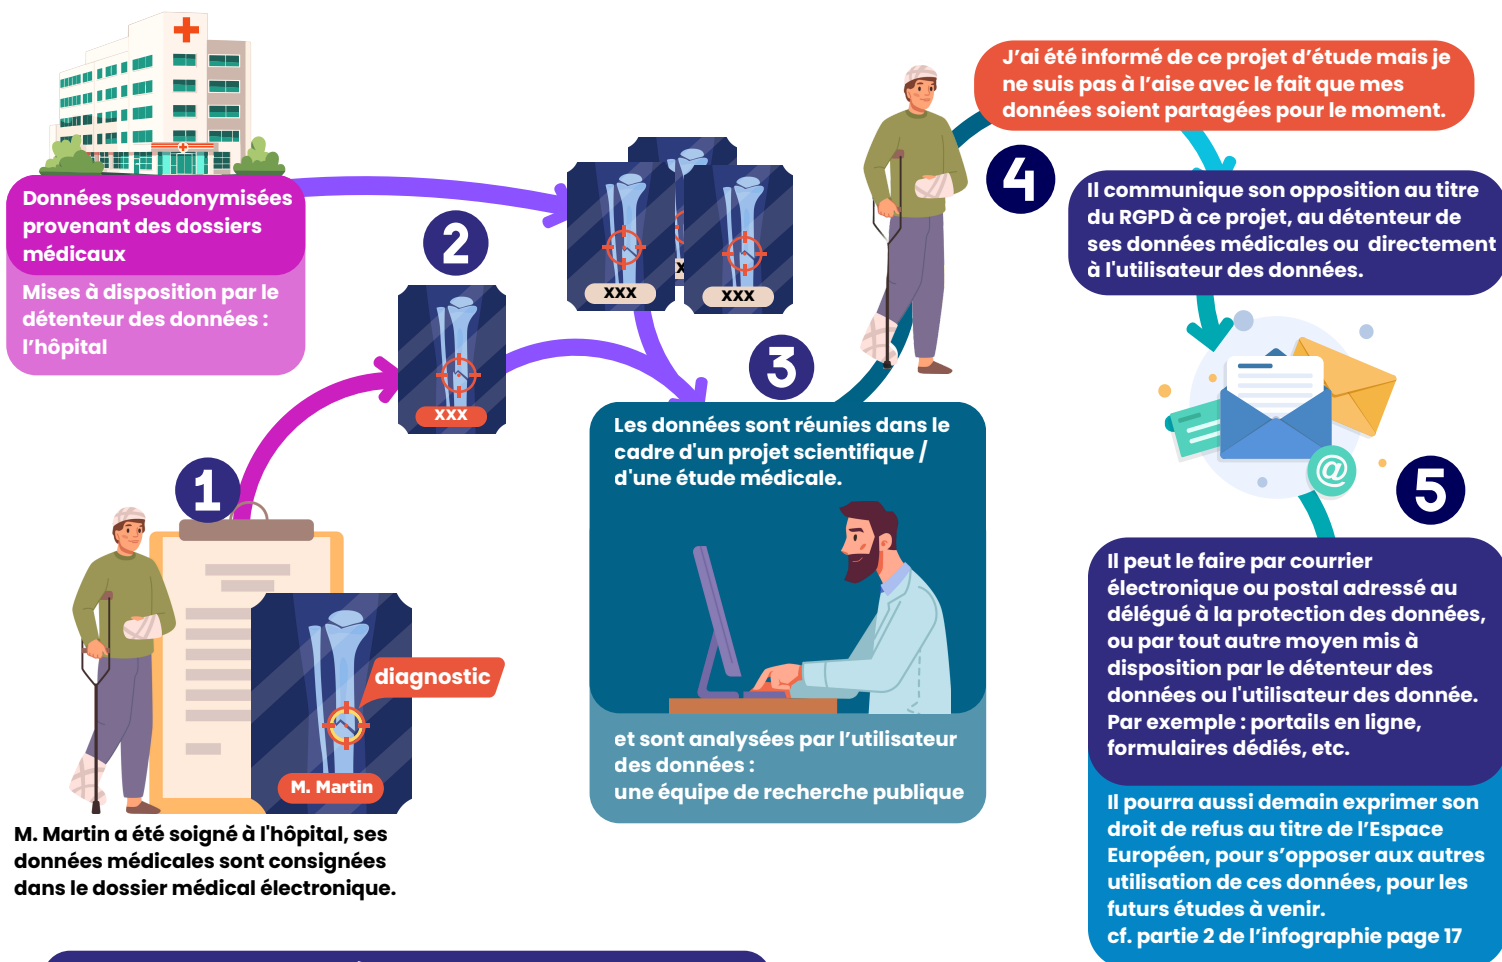 1
M. Martin
diagnostic
M. Martin a été soigné à l'hôpital, ses
données médicales sont consignées
dans le dossier médical électronique.
Données pseudonymisées
provenant des dossiers
médicaux
Mises à disposition par le
détenteur des données :
l'hôpital
2
xxx
xxx
x
xxx
3
Les données sont réunies dans le
cadre d'un projet scientifique /
d'une étude médicale.
et sont analysées par l'utilisateur
des données :
une équipe de recherche publique
J'ai été informé de ce projet d'étude mais je
ne suis pas à l'aise avec le fait que mes
données soient partagées pour le moment.
4
Il communique son opposition au titre
du RGPD à ce projet, au détenteur de
ses données médicales ou directement
à l'utilisateur des données.
@
5
Il peut le faire par courrier
électronique ou postal adressé au
délégué à la protection des données,
ou par tout autre moyen mis à
disposition par le détenteur des
données ou l'utilisateur des donnée.
Par exemple : portails en ligne,
formulaires dédiés, etc.
Il pourra aussi demain exprimer son
droit de refus au titre de l'Espace
Européen, pour s'opposer aux autres
utilisation de ces données, pour les
futurs études à venir.
cf. partie 2 de l'infographie page 17